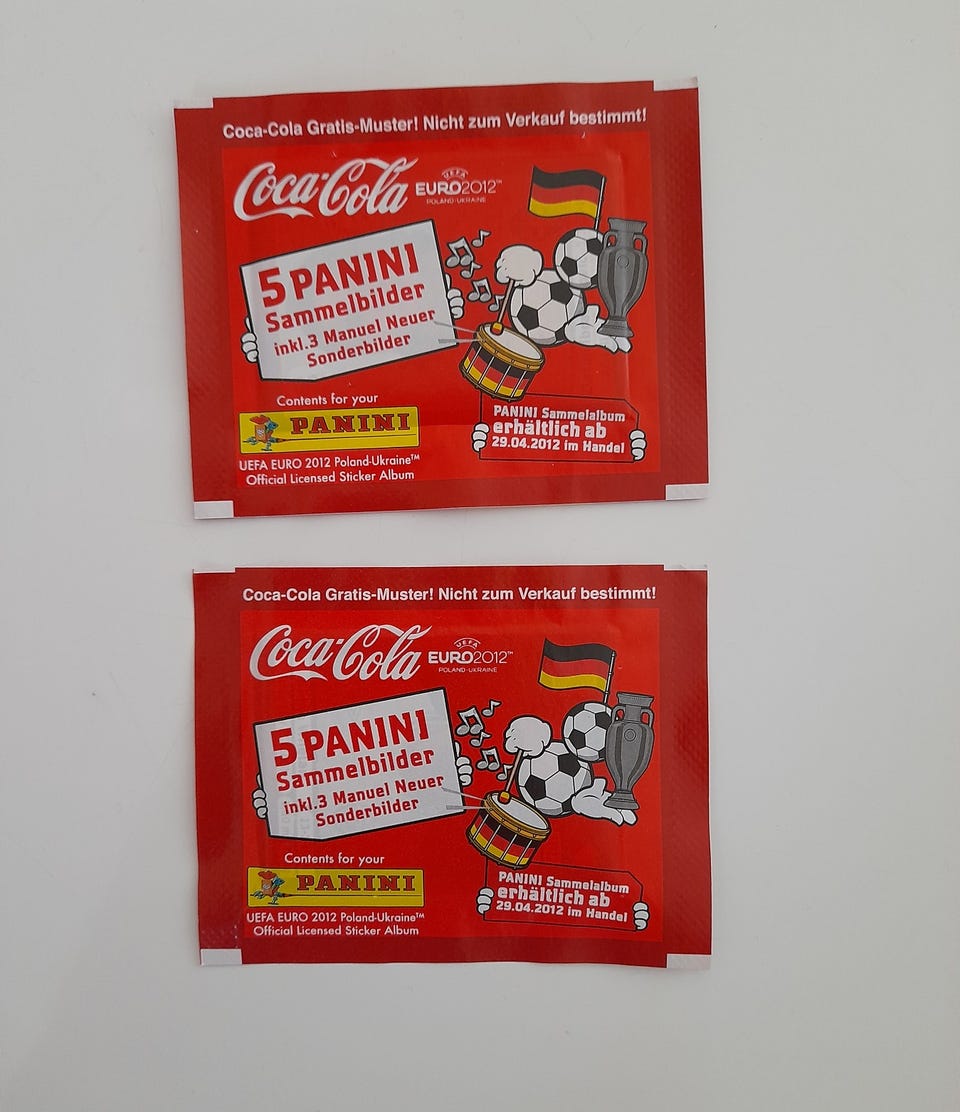 Coca-Cola Gratis-Muster! Nicht zum Verkauf bestimmt!
Coca-Cola
UEFA
EURO2012™
POLAND-UKRAINE
5 PANINI
Sammelbilder
inkl.3 Manuel Neuer
Sonderbilder
Contents for your
PANINI
UEFA EURO 2012 Poland-Ukraine™
Official Licensed Sticker Album
PANINI Sammelalbum
erhältlich ab
29.04.2012 im Handel
Coca-Cola Gratis-Muster! Nicht zum Verkauf bestimmt!
Coca-Cola
UEFA
EURO2012™
POLAND-UKRAINE
5 PANINI
Sammelbilder
inkl.3 Manuel Neuer
Sonderbilder
Contents for your
PANINI
UEFA EURO 2012 Poland-Ukraine™
Official Licensed Sticker Album
PANINI Sammelalbum
erhältlich ab
29.04.2012 im Handel